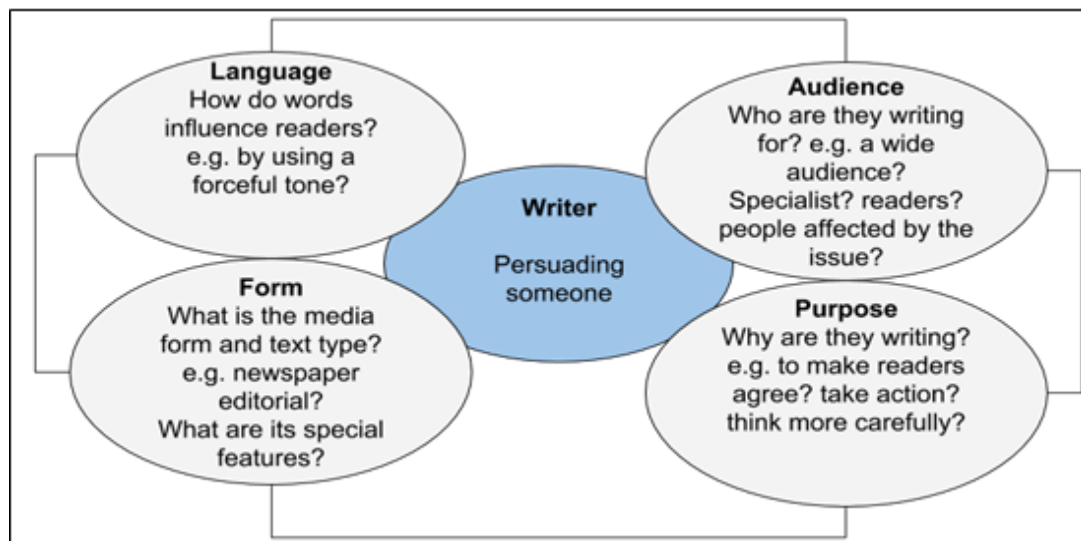 Language
How do words
influence readers?
e.g. by using a
forceful tone?
Audience
Who are they writing
for? e.g. a wide
audience?
Specialist? readers?
people affected by the
issue?
Writer
Persuading
someone
Form
What is the media
form and text type?
e.g. newspaper
editorial?
What are its special
features?
Purpose
Why are they writing?
e.g. to make readers
agree? take action?
think more carefully?